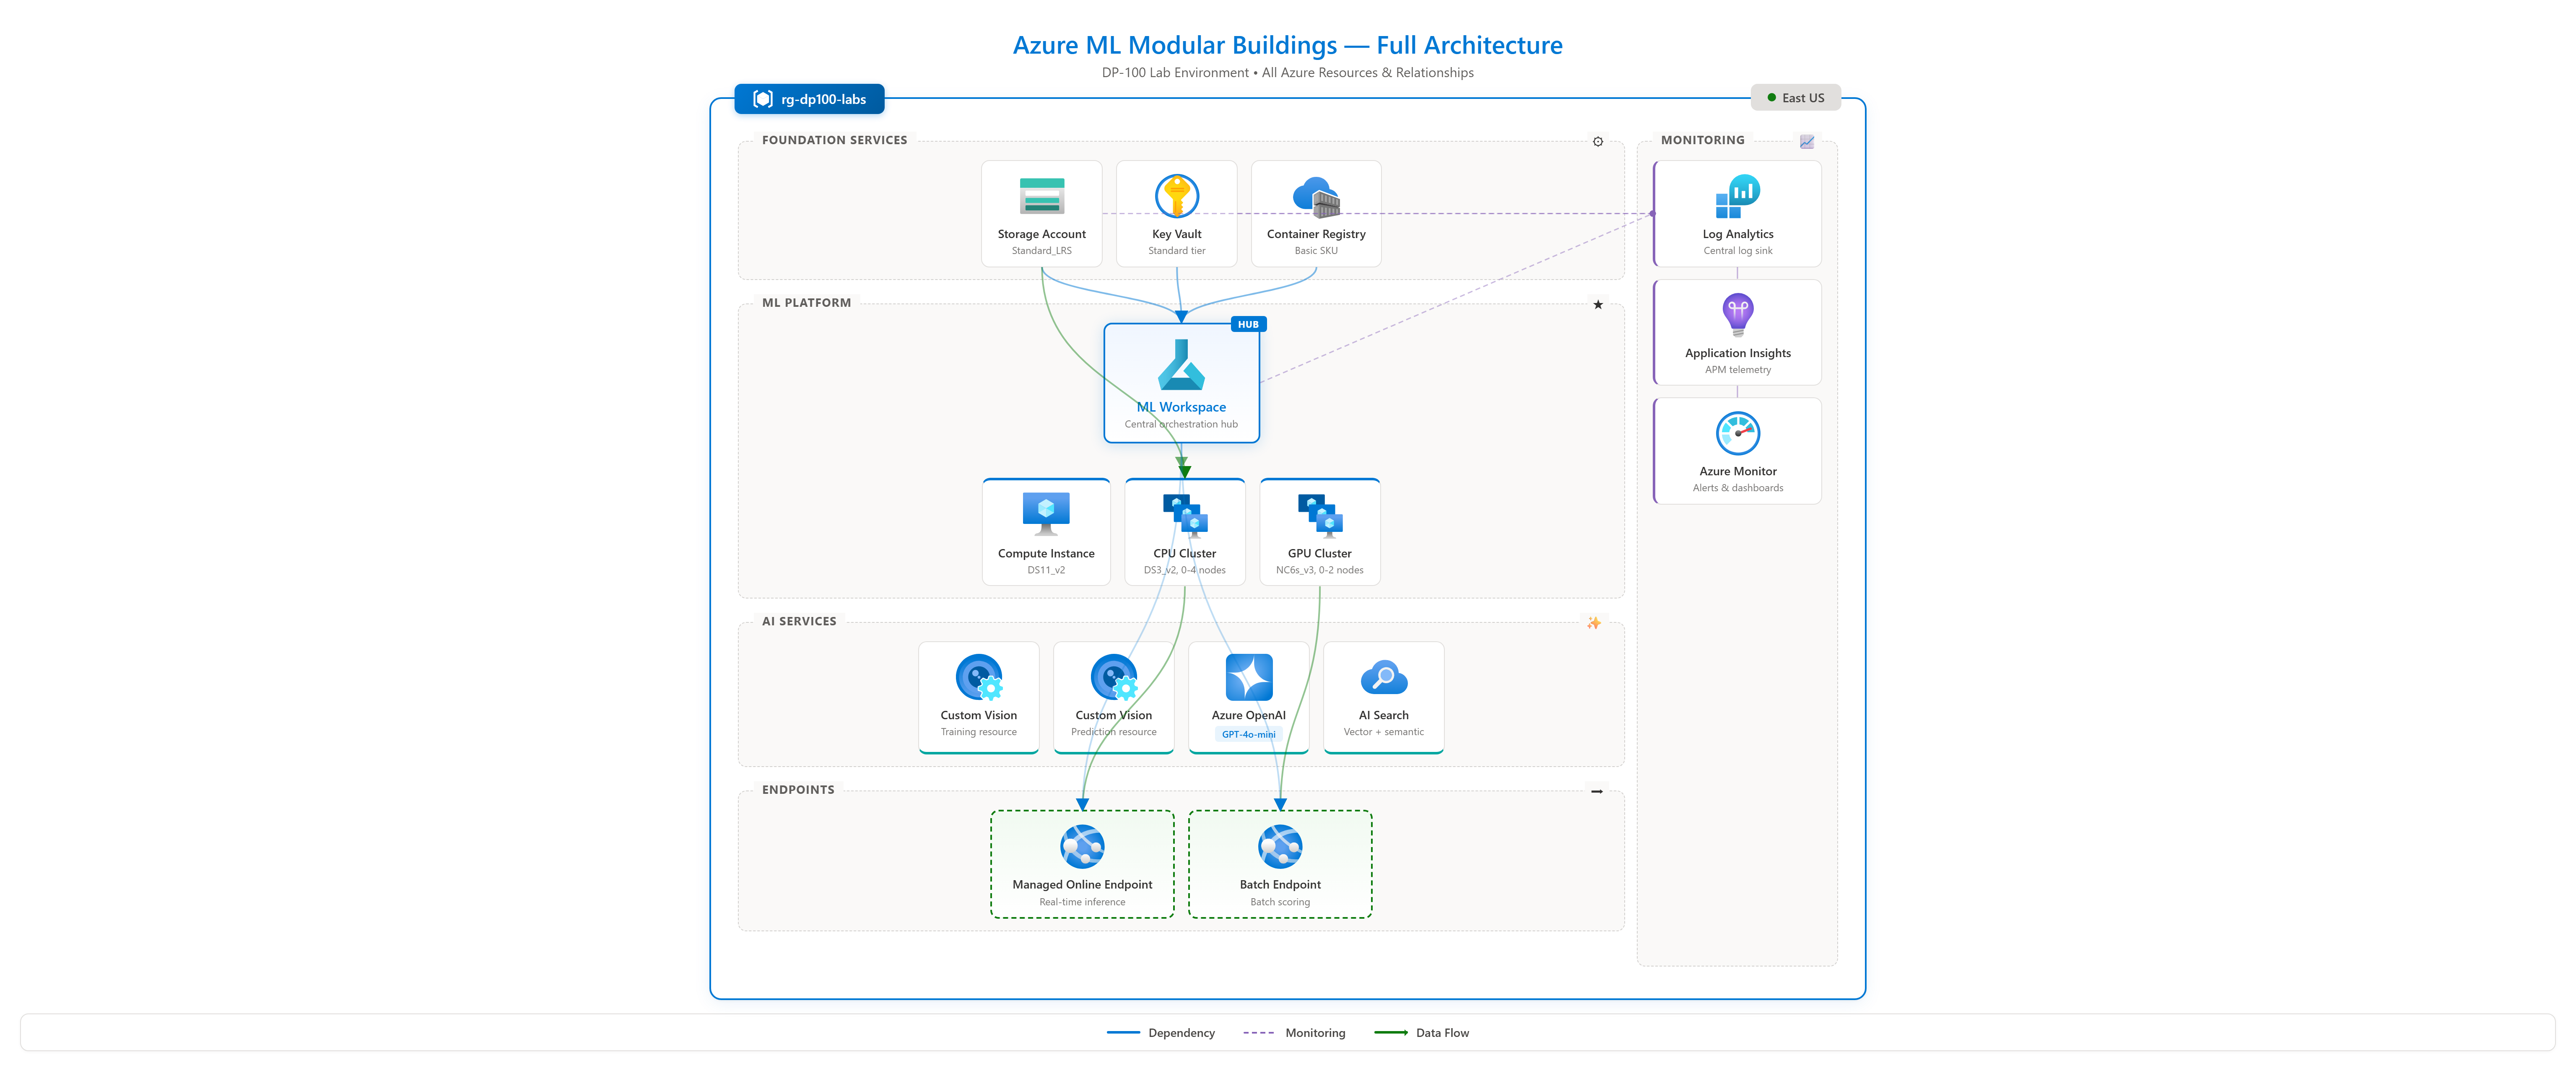 Azure ML Modular Buildings — Full Architecture
DP-100 Lab Environment • All Azure Resources & Relationships
rg-dp100-labs
East US
FOUNDATION SERVICES
Storage Account
Standard_LRS
Key Vault
Standard tier
Container Registry
Basic SKU
MONITORING
Log Analytics
Central log sink
Application Insights
APM telemetry
Azure Monitor
Alerts & dashboards
ML PLATFORM
HUB
ML Workspace
Central orchestration hub
Compute Instance
DS11_v2
CPU Cluster
DS3_v2, 0-4 nodes
GPU Cluster
NC6s_v3, 0-2 nodes
AI SERVICES
Custom Vision
Training resource
Custom Vision
Prediction resource
Azure OpenAI
GPT-4o-mini
AI Search
Vector + semantic
ENDPOINTS
Managed Online Endpoint
Real-time inference
Batch Endpoint
Batch scoring
Dependency
Monitoring
Data Flow